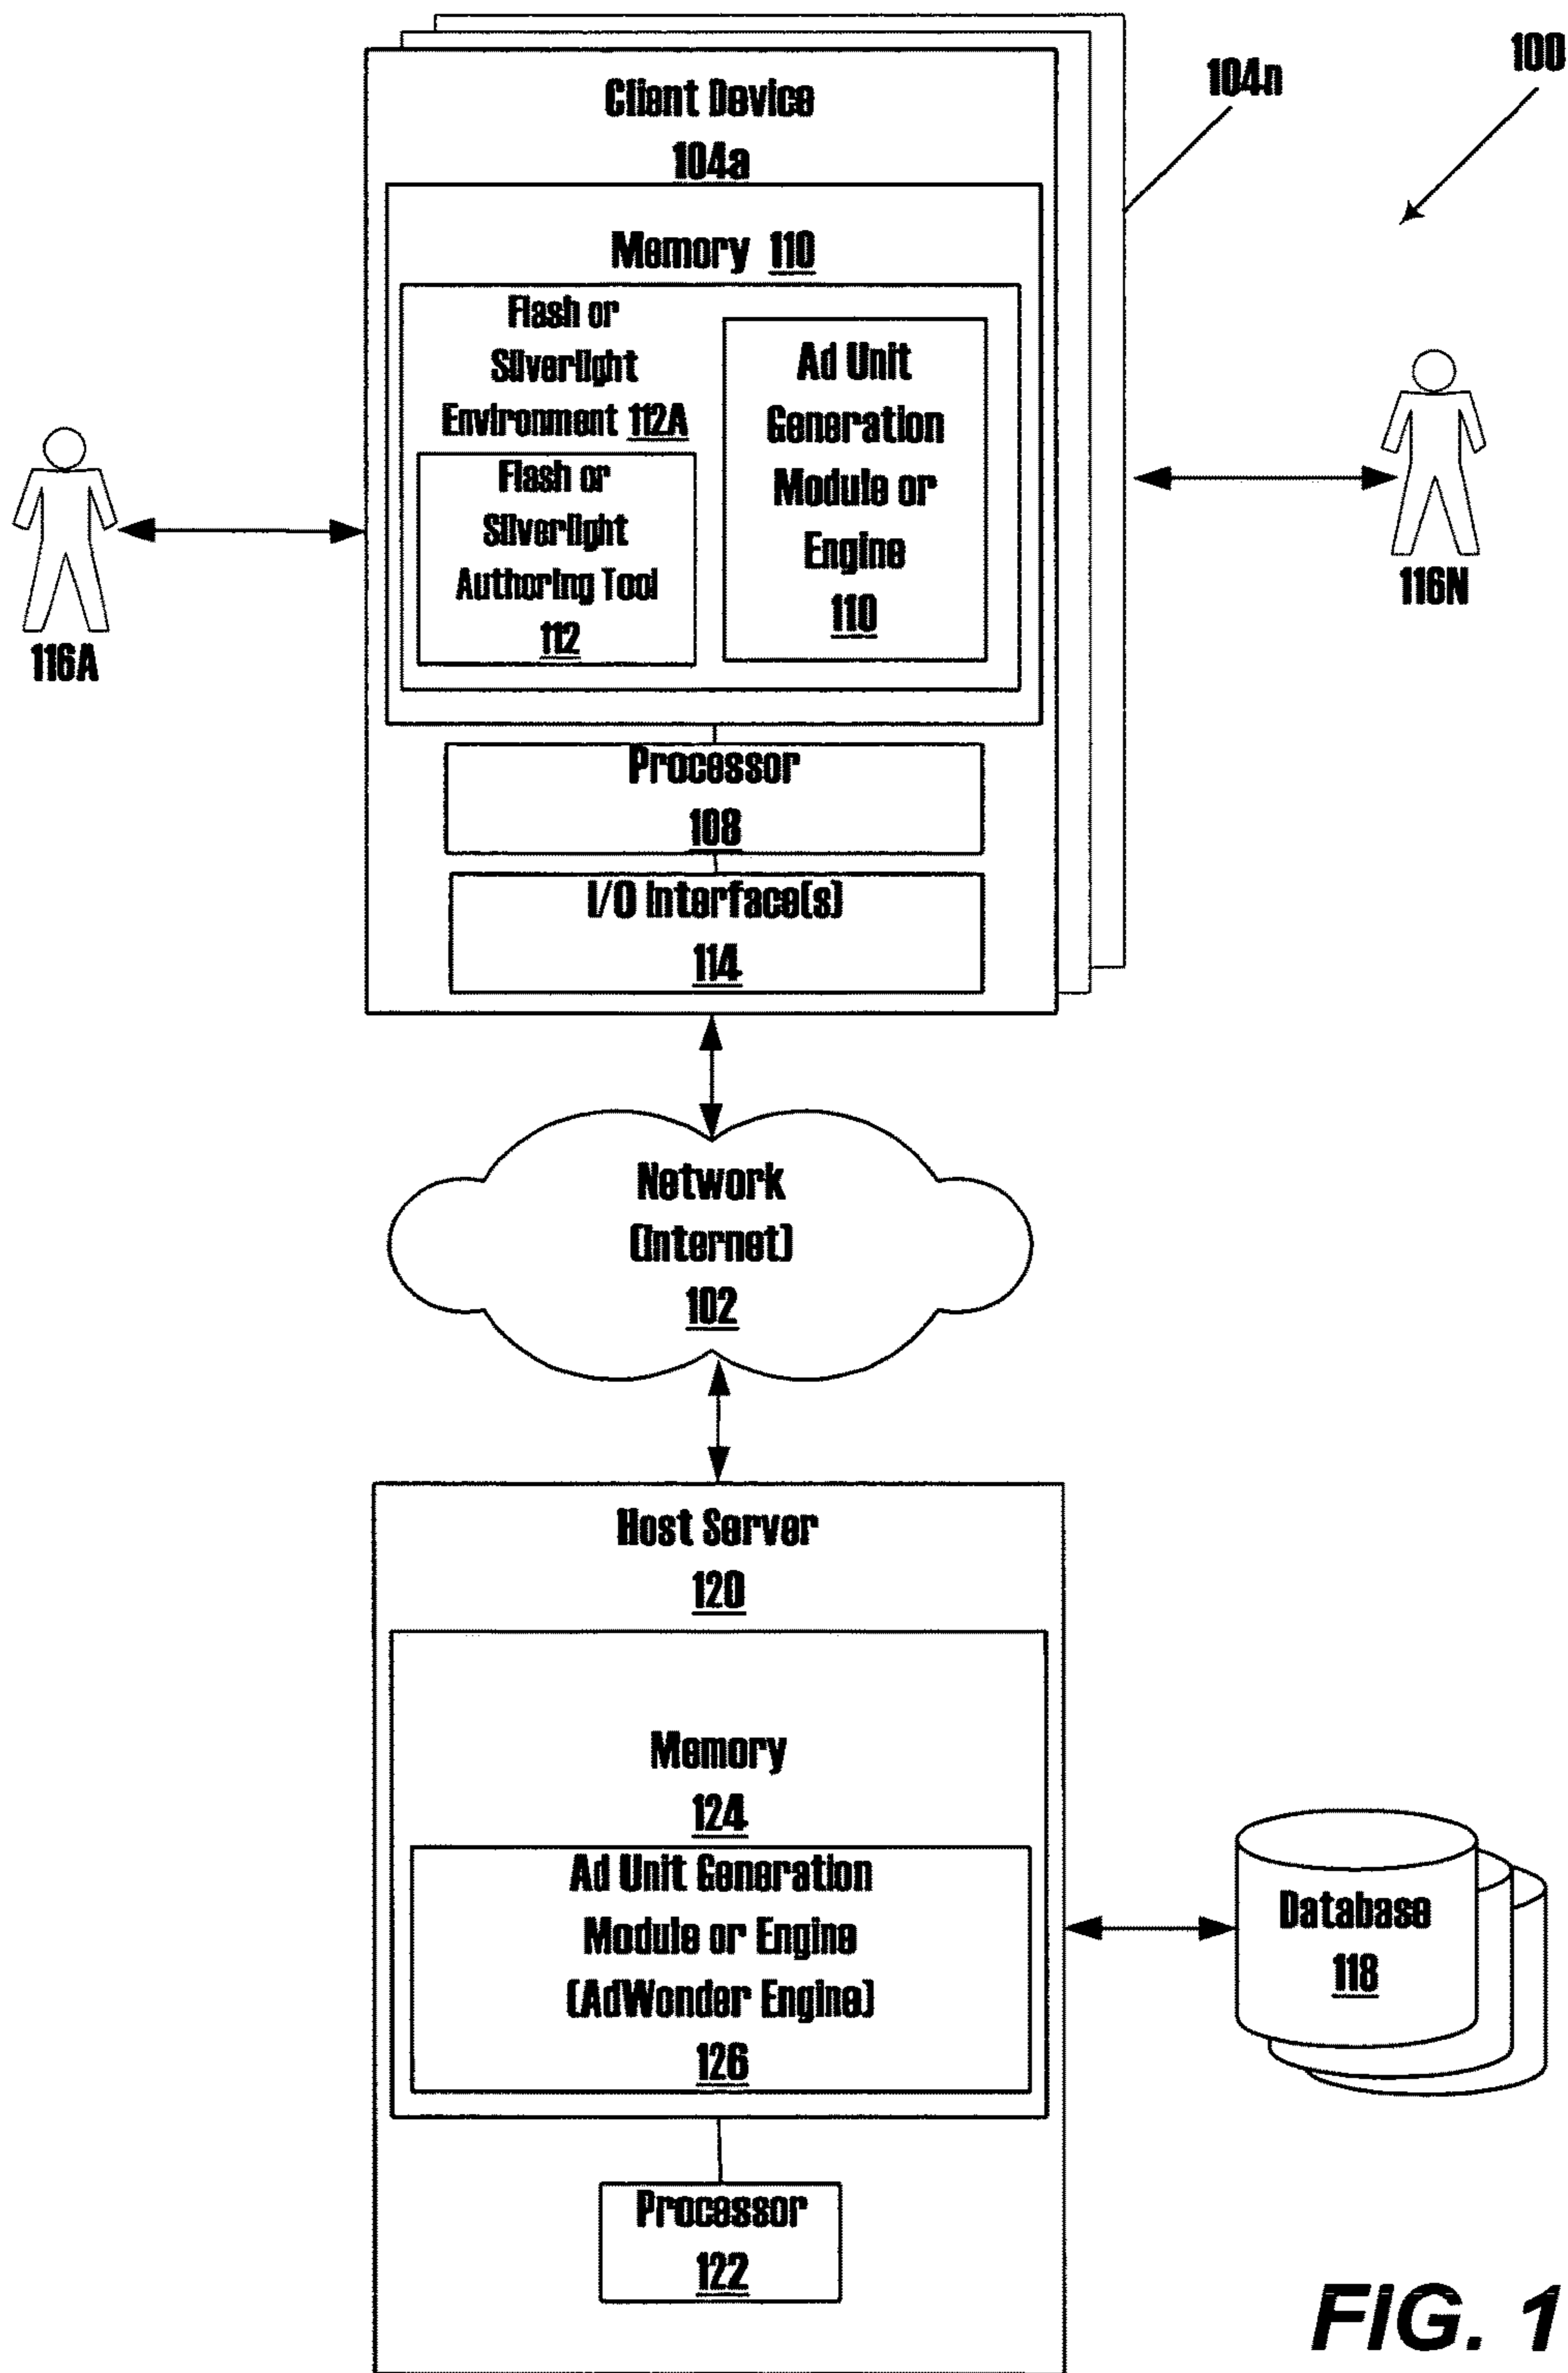 100
104n
Client Device
104a
Memory 110
Flash or
Silverlight
Environment 112A
Flash or
Silverlight
Authoring Tool
112
Ad Unit
Generation
Module or
Engine
110
116A
116N
Processor
108
I/O Interface(s)
114
Network
(Internet)
102
Host Server
120
Memory
124
Ad Unit Generation
Module or Engine
(AdWonder Engine)
126
Database
118
Processor
122
FIG. 1